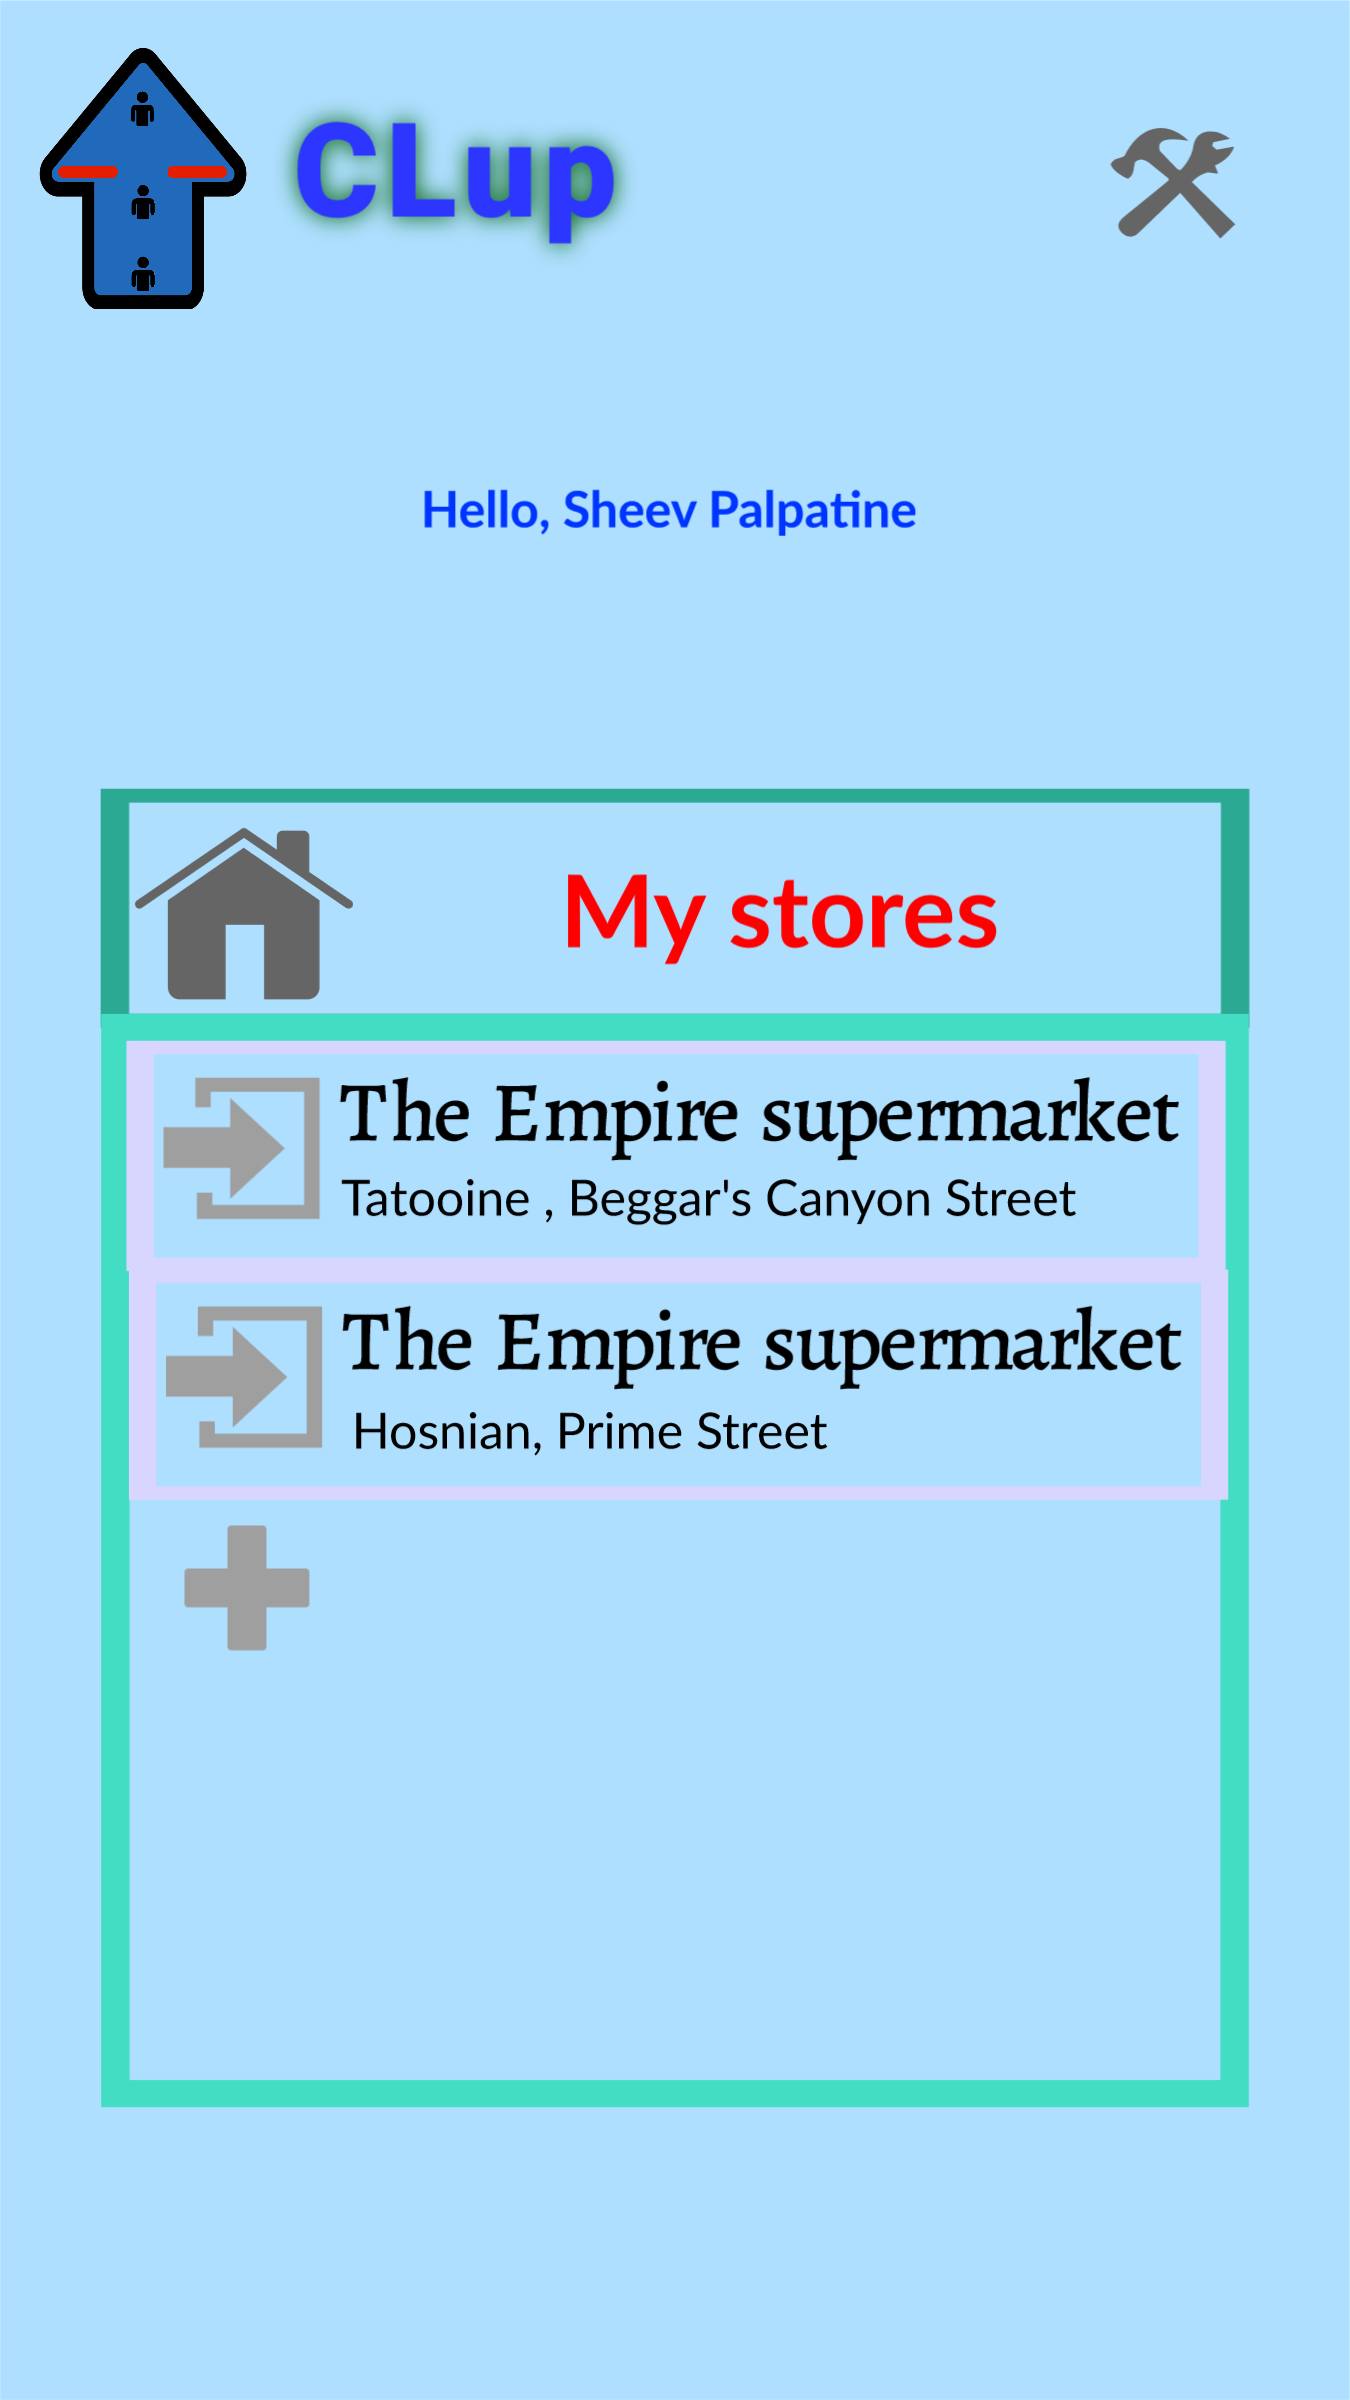 CLup
Hello, Sheev Palpatine
My stores
The Empire supermarket
Tatooine , Beggar's Canyon Street
The Empire supermarket
Hosnian, Prime Street